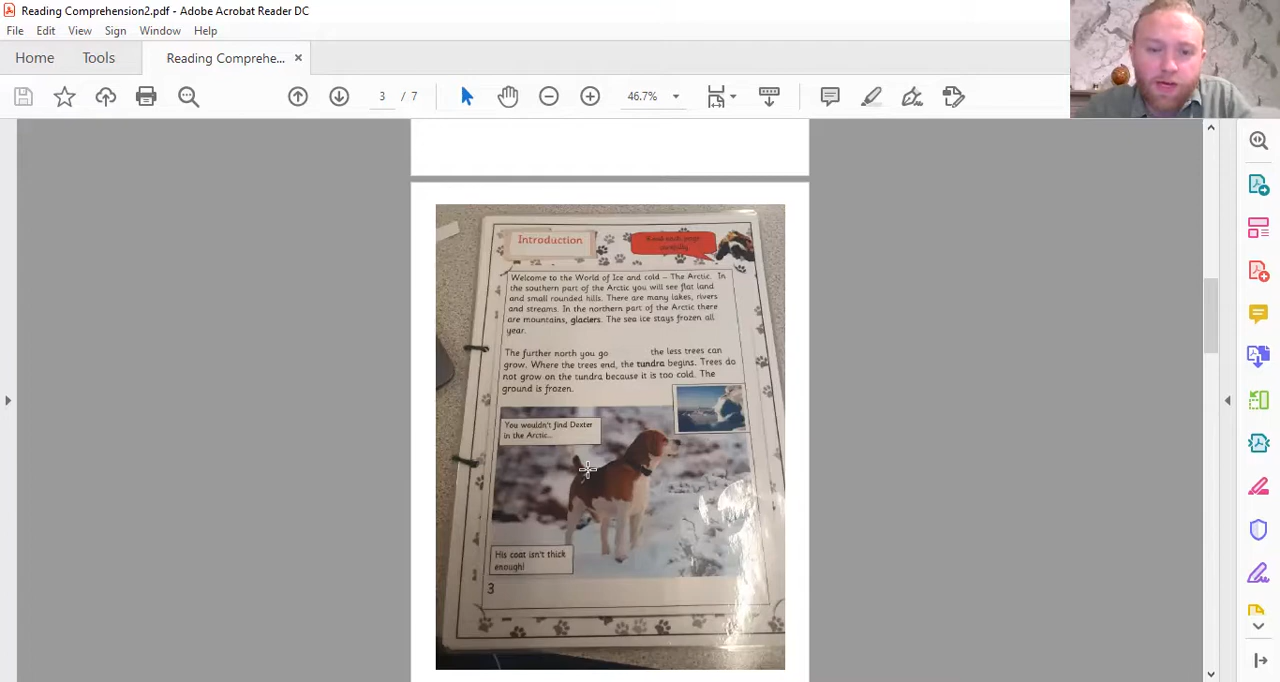 Reading Comprehension2.pdf - Adobe Acrobat Reader DC
File Edit View Sign Window Help
Home Tools Reading Comprehe... ×
3 / 7 46.7%
Introduction
Read each page
carefully
Welcome to the World of Ice and cold – The Arctic. In
the southern part of the Arctic you will see flat land
and small rounded hills. There are many lakes, rivers
and streams. In the northern part of the Arctic there
are mountains, glaciers. The sea ice stays frozen all
year.
The further north you go the less trees can
grow. Where the trees end, the tundra begins. Trees do
not grow on the tundra because it is too cold. The
ground is frozen.
You wouldn't find Dexter
in the Arctic...
His coat isn't thick
enough!
3